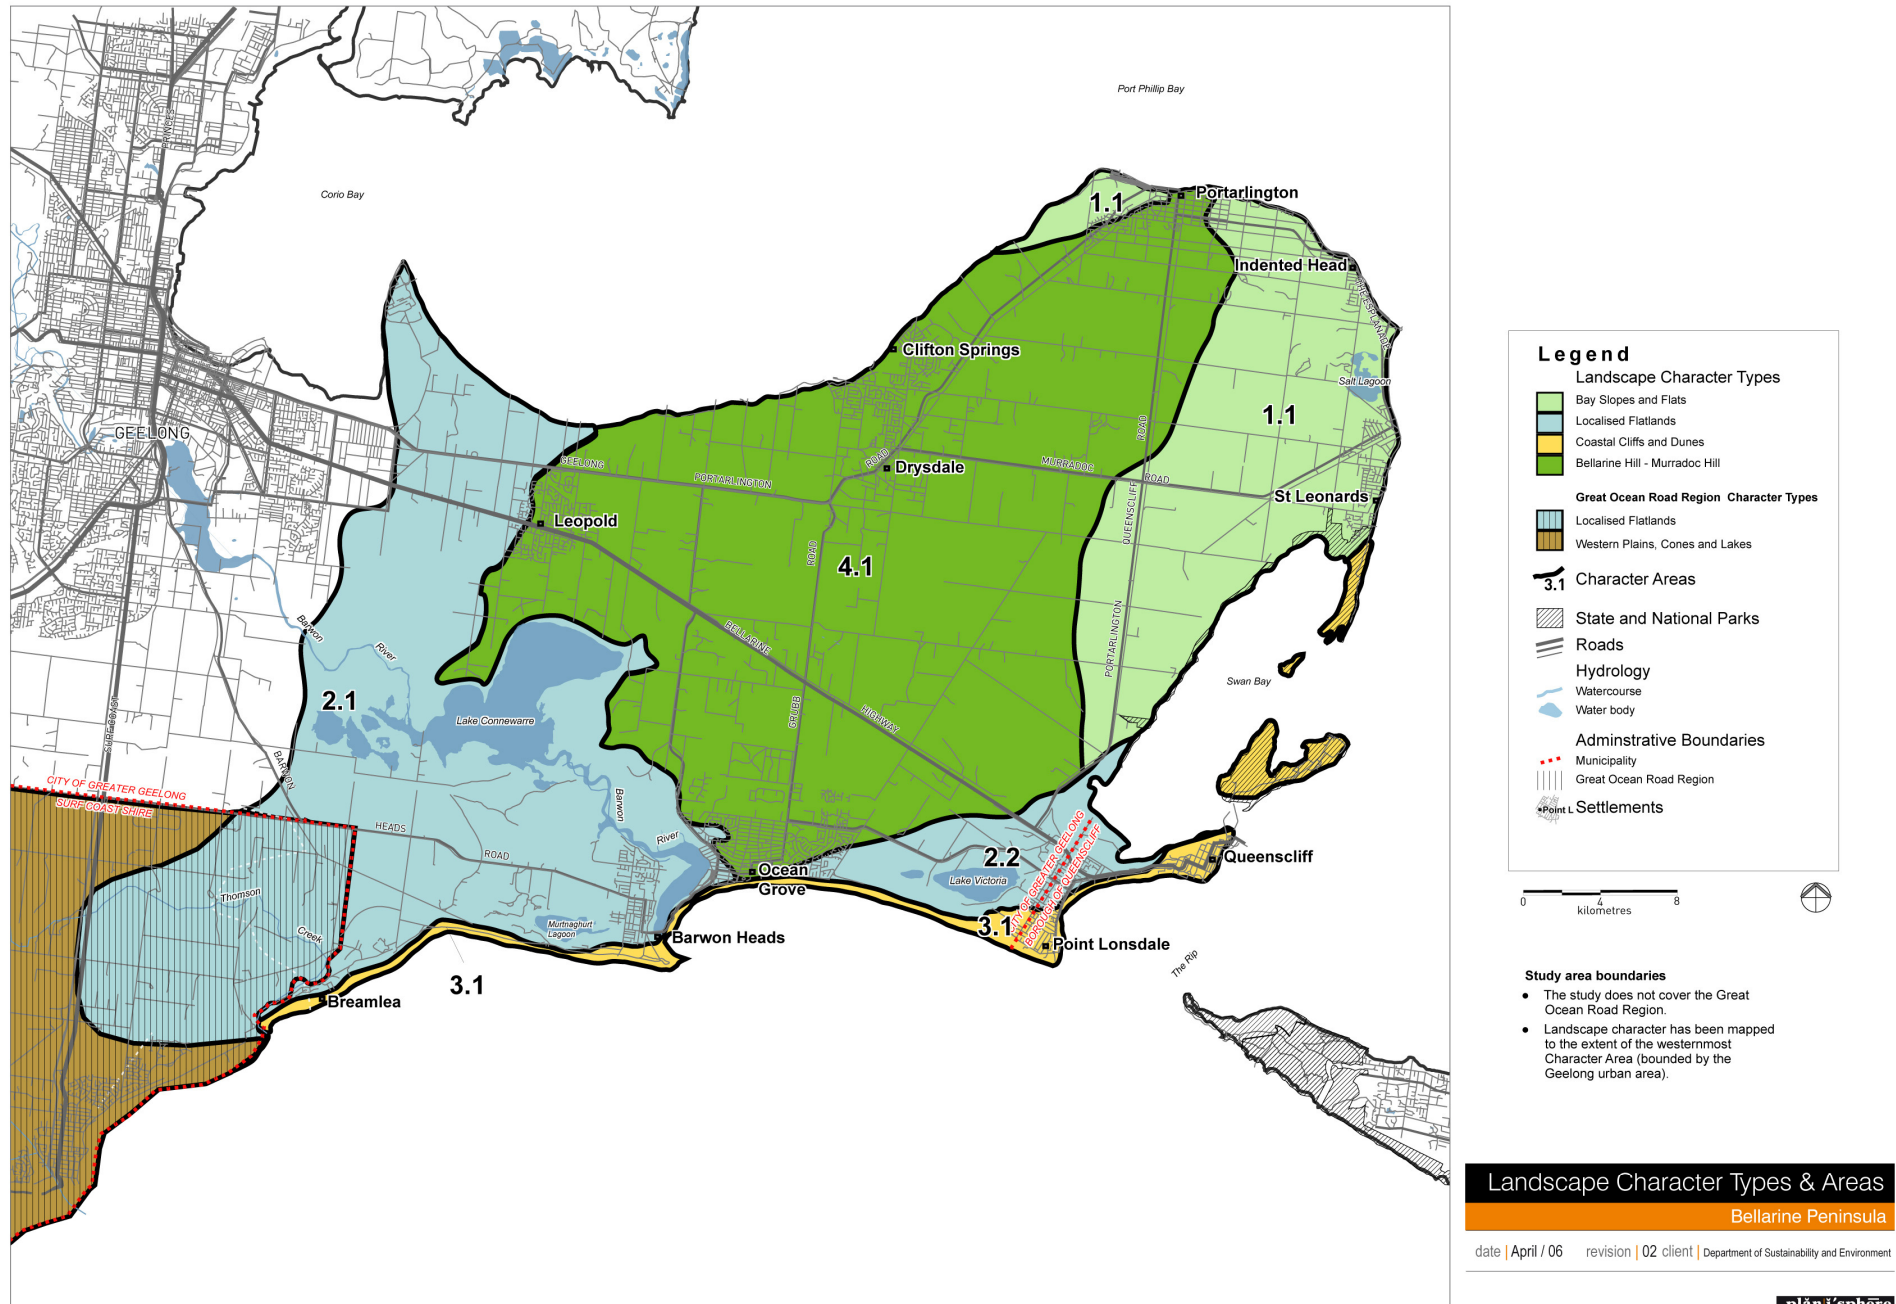 Port Phillip Bay
Corio Bay
PRINCES
1.1
Portarlington
Indented Head
THE ESPLANADE
Clifton Springs
Salt Lagoon
1.1
GEELONG
ROAD
GEELONG
PORTARLINGTON
ROAD
Drysdale
MURRADOC
ROAD
St Leonards
QUEENSCLIFF
Leopold
ROAD
4.1
Barwon
River
BELLARINE
PORTARLINGTON
Swan Bay
2.1
Lake Connewarre
GRUBB
HIGHWAY
SURFCOAST
BARWON
CITY OF GREATER GEELONG
SURF COAST SHIRE
Barwon
River
HEADS
ROAD
CITY OF GREATER GEELONG
BOROUGH OF QUEENSCLIFF
2.2
Queenscliff
Ocean
Grove
Lake Victoria
Thomson
Creek
Murtnaghurt
Lagoon
3.1
Barwon Heads
Point Lonsdale
The Rip
3.1
Breamlea
Legend
Landscape Character Types
Bay Slopes and Flats
Localised Flatlands
Coastal Cliffs and Dunes
Bellarine Hill - Murradoc Hill
Great Ocean Road Region Character Types
Localised Flatlands
Western Plains, Cones and Lakes
3.1 Character Areas
State and National Parks
Roads
Hydrology
Watercourse
Water body
Adminstrative Boundaries
Municipality
Great Ocean Road Region
Point L Settlements
0 4 8
kilometres
Study area boundaries
• The study does not cover the Great
Ocean Road Region.
• Landscape character has been mapped
to the extent of the westernmost
Character Area (bounded by the
Geelong urban area).
Landscape Character Types & Areas
Bellarine Peninsula
date | April / 06 revision | 02 client | Department of Sustainability and Environment